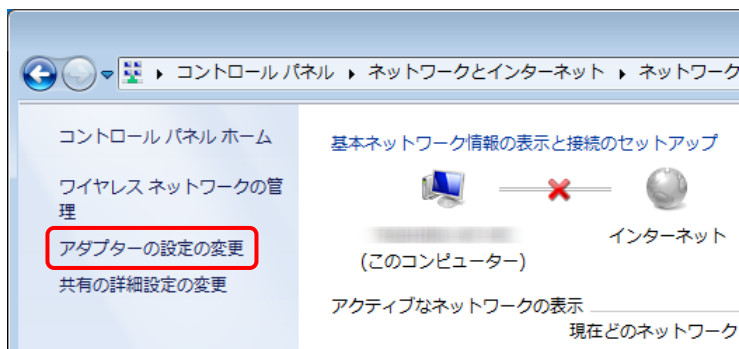 コントロール パネル ▸ ネットワークとインターネット ▸ ネットワーク
コントロール パネル ホーム
ワイヤレス ネットワークの管
理
アダプターの設定の変更
共有の詳細設定の変更
基本ネットワーク情報の表示と接続のセットアップ
インターネット
(このコンピューター)
アクティブなネットワークの表示
現在どのネットワーク